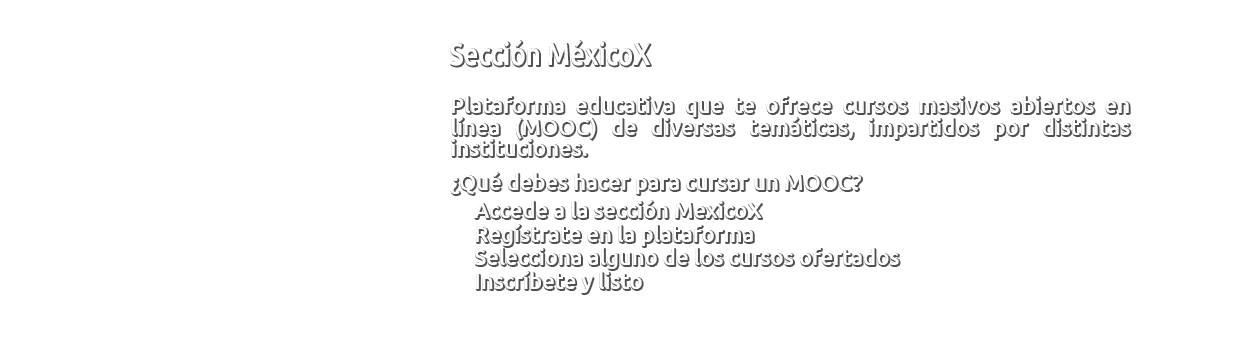 Sección MéxicoX
Plataforma educativa que te ofrece cursos masivos abiertos en
línea (MOOC) de diversas temáticas, impartidos por distintas
instituciones.
¿Qué debes hacer para cursar un MOOC?
Accede a la sección MexicoX
Regístrate en la plataforma
Selecciona alguno de los cursos ofertados
Inscríbete y listo